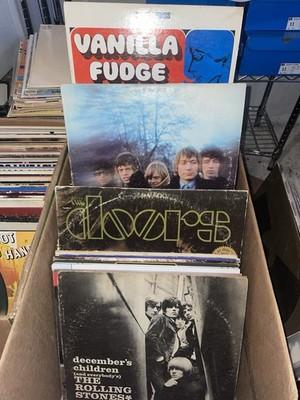 VANILLA
FUDGE
the
doors
december's
children
(and everybody's)
THE
ROLLING
STONES